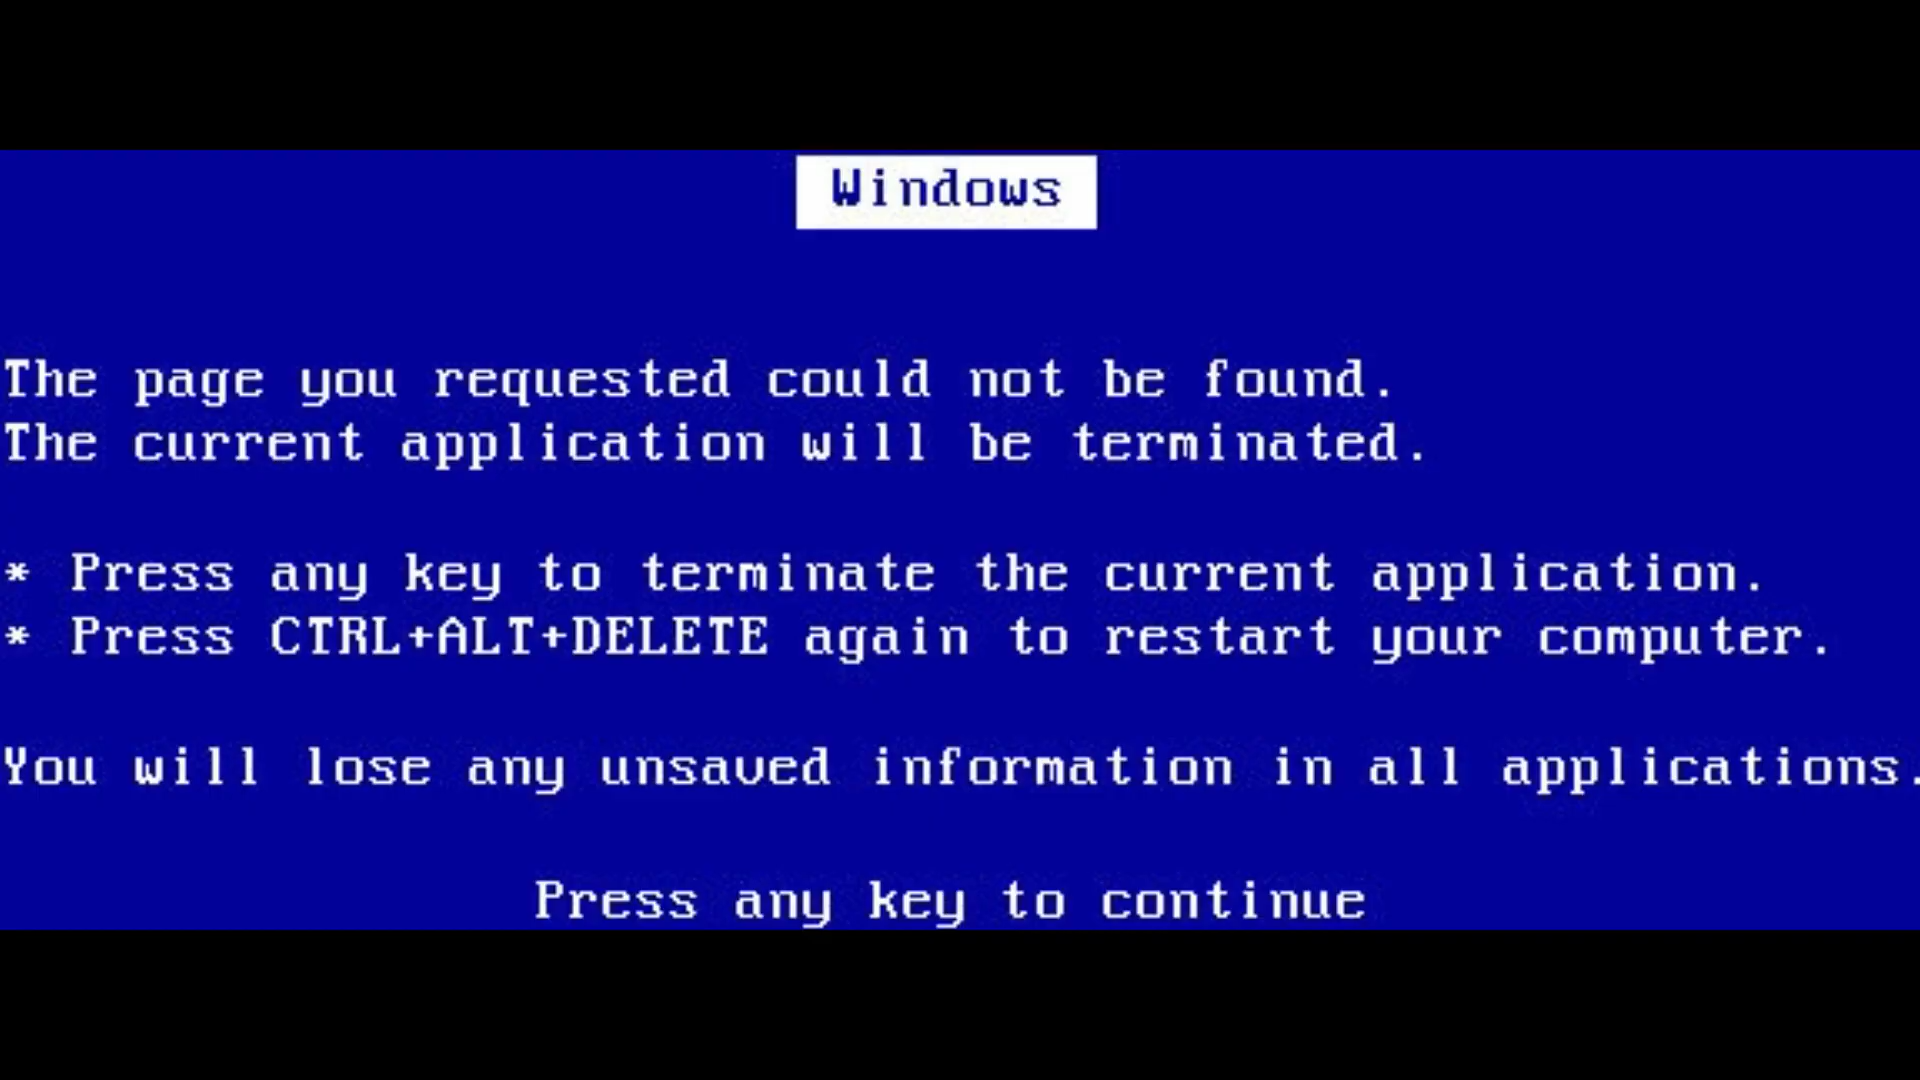 Windows
The page you requested could not be found.
The current application will be terminated.
* Press any key to terminate the current application.
* Press CTRL+ALT+DELETE again to restart your computer.
You will lose any unsaved information in all applications.
Press any key to continue